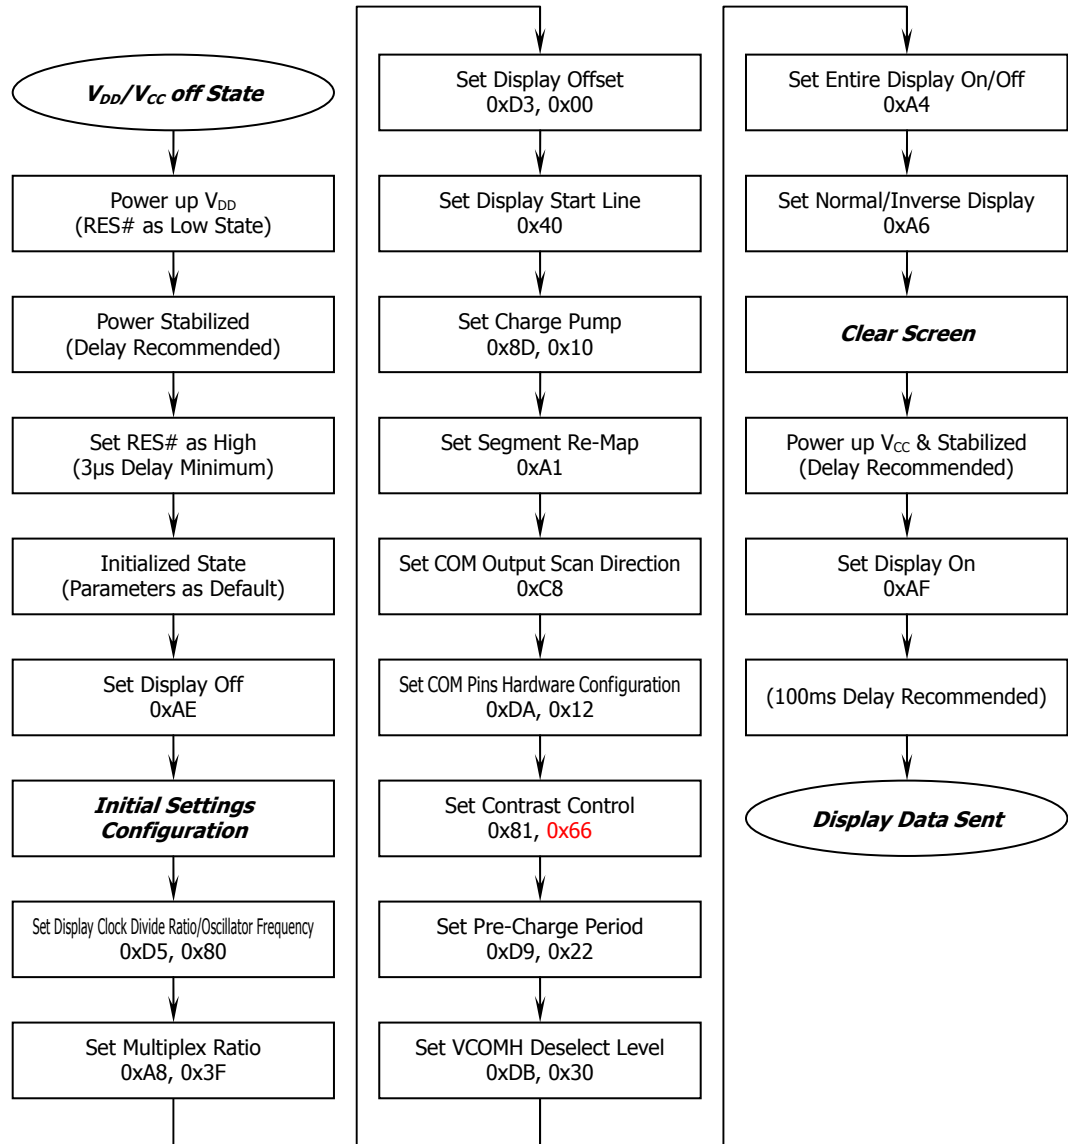 VDD/VCC off State
Power up VDD
(RES# as Low State)
Power Stabilized
(Delay Recommended)
Set RES# as High
(3μs Delay Minimum)
Initialized State
(Parameters as Default)
Set Display Off
0xAE
Initial Settings
Configuration
Set Display Clock Divide Ratio/Oscillator Frequency
0xD5, 0x80
Set Multiplex Ratio
0xA8, 0x3F
Set Display Offset
0xD3, 0x00
Set Display Start Line
0x40
Set Charge Pump
0x8D, 0x10
Set Segment Re-Map
0xA1
Set COM Output Scan Direction
0xC8
Set COM Pins Hardware Configuration
0xDA, 0x12
Set Contrast Control
0x81, 0x66
Set Pre-Charge Period
0xD9, 0x22
Set VCOMH Deselect Level
0xDB, 0x30
Set Entire Display On/Off
0xA4
Set Normal/Inverse Display
0xA6
Clear Screen
Power up VCC & Stabilized
(Delay Recommended)
Set Display On
0xAF
(100ms Delay Recommended)
Display Data Sent